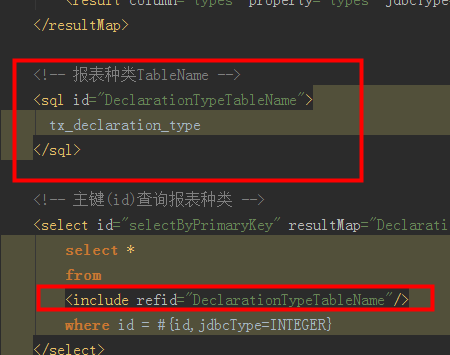 <result column="types" property="types" jdbcType
</resultMap>
<!-- 报表种类TableName -->
<sql id="DeclarationTypeTableName">
tx_declaration_type
</sql>
<!-- 主键(id)查询报表种类 -->
<select id="selectByPrimaryKey" resultMap="Declarati
select *
from
<include refid="DeclarationTypeTableName"/>
where id = #{id,jdbcType=INTEGER}
</select>